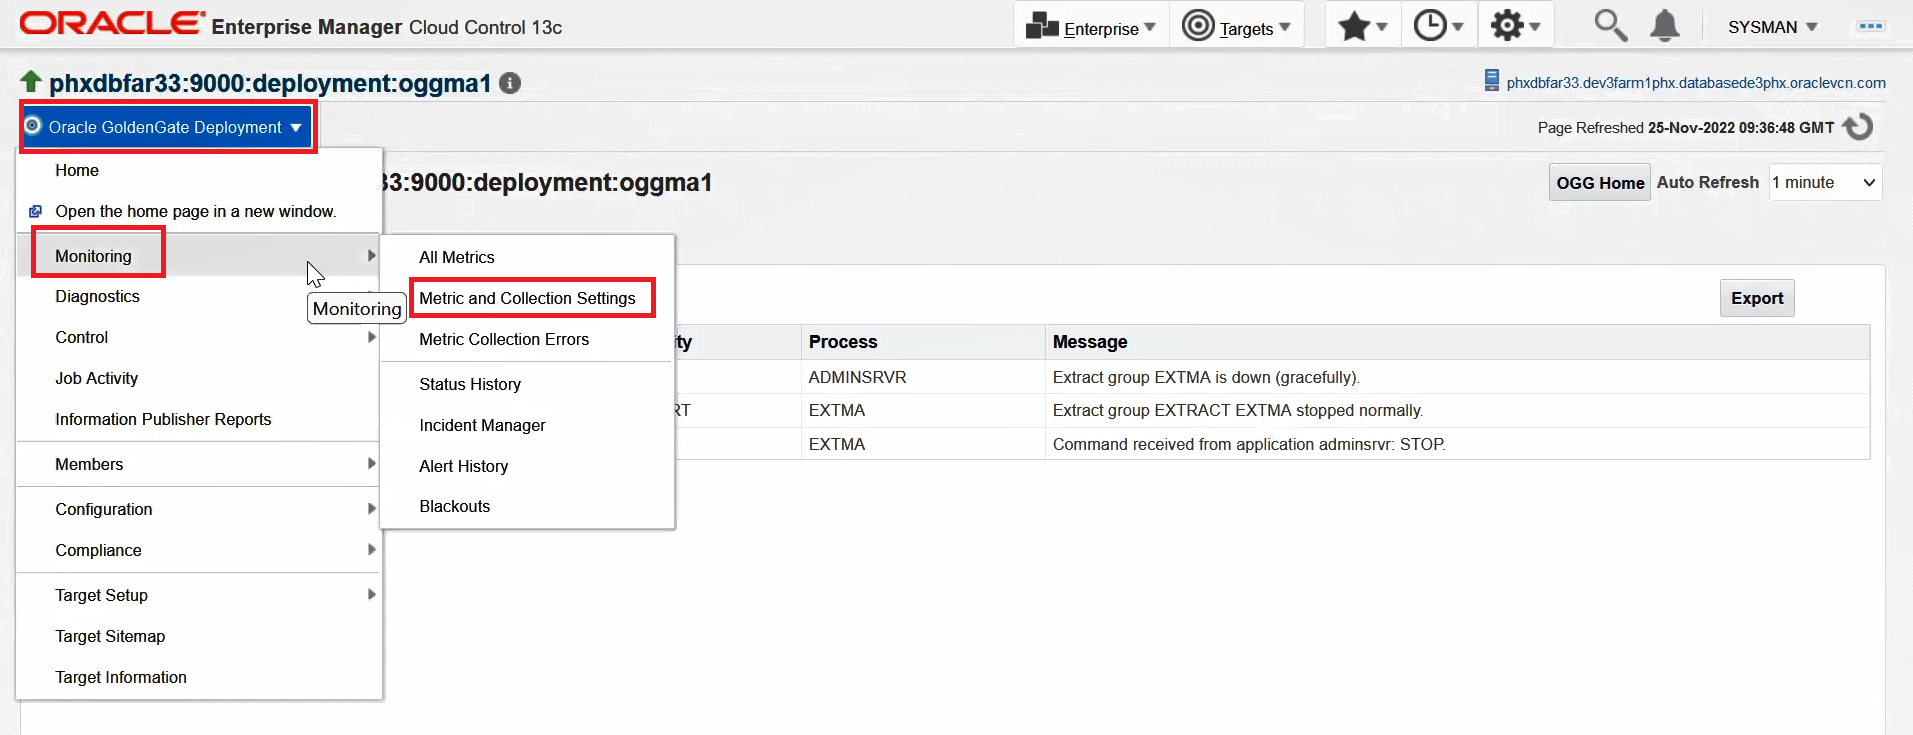 ORACLE Enterprise Manager Cloud Control 13c
Enterprise
Targets
SYSMAN
phxdbfar33:9000:deployment:oggma1
phxdbfar33.dev3farm1phx.databasede3phx.oraclevcn.com
Oracle GoldenGate Deployment
Page Refreshed 25-Nov-2022 09:36:48 GMT
33:9000:deployment:oggma1
OGG Home
Auto Refresh
1 minute
Home
Open the home page in a new window.
Monitoring
Diagnostics
Control
Job Activity
Information Publisher Reports
Members
Configuration
Compliance
Target Setup
Target Sitemap
Target Information
Monitoring
All Metrics
Metric and Collection Settings
Metric Collection Errors
Status History
Incident Manager
Alert History
Blackouts
Export
ty Process Message
ADMINSRVR Extract group EXTMA is down (gracefully).
RT EXTMA Extract group EXTRACT EXTMA stopped normally.
EXTMA Command received from application adminsrvr: STOP.